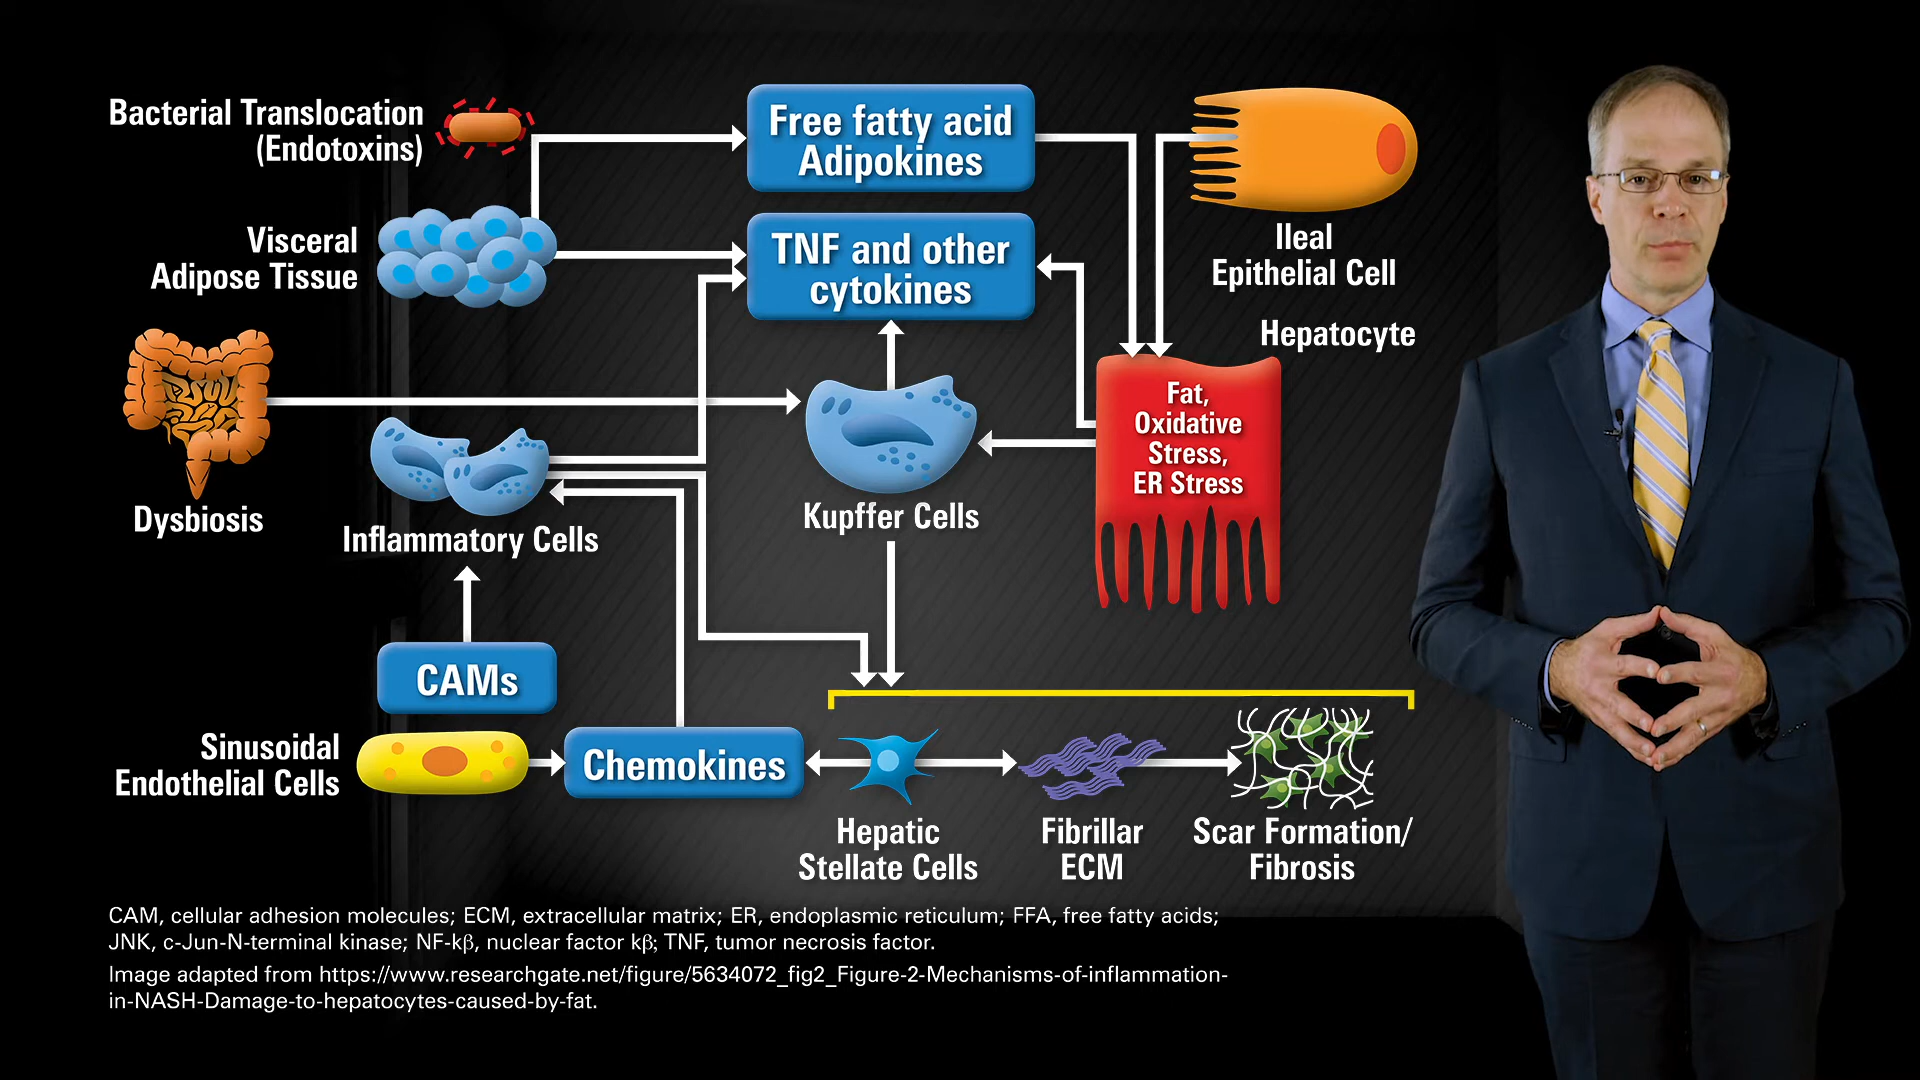 Bacterial Translocation
(Endotoxins)
Free fatty acid
Adipokines
Visceral
Adipose Tissue
TNF and other
cytokines
Ileal
Epithelial Cell
Hepatocyte
Fat,
Oxidative
Stress,
ER Stress
Dysbiosis
Inflammatory Cells
Kupffer Cells
CAMs
Sinusoidal
Endothelial Cells
Chemokines
Hepatic
Stellate Cells
Fibrillar
ECM
Scar Formation/
Fibrosis
CAM, cellular adhesion molecules; ECM, extracellular matrix; ER, endoplasmic reticulum; FFA, free fatty acids;
JNK, c-Jun-N-terminal kinase; NF-kβ, nuclear factor kβ; TNF, tumor necrosis factor.
Image adapted from https://www.researchgate.net/figure/5634072_fig2_Figure-2-Mechanisms-of-inflammation-
in-NASH-Damage-to-hepatocytes-caused-by-fat.